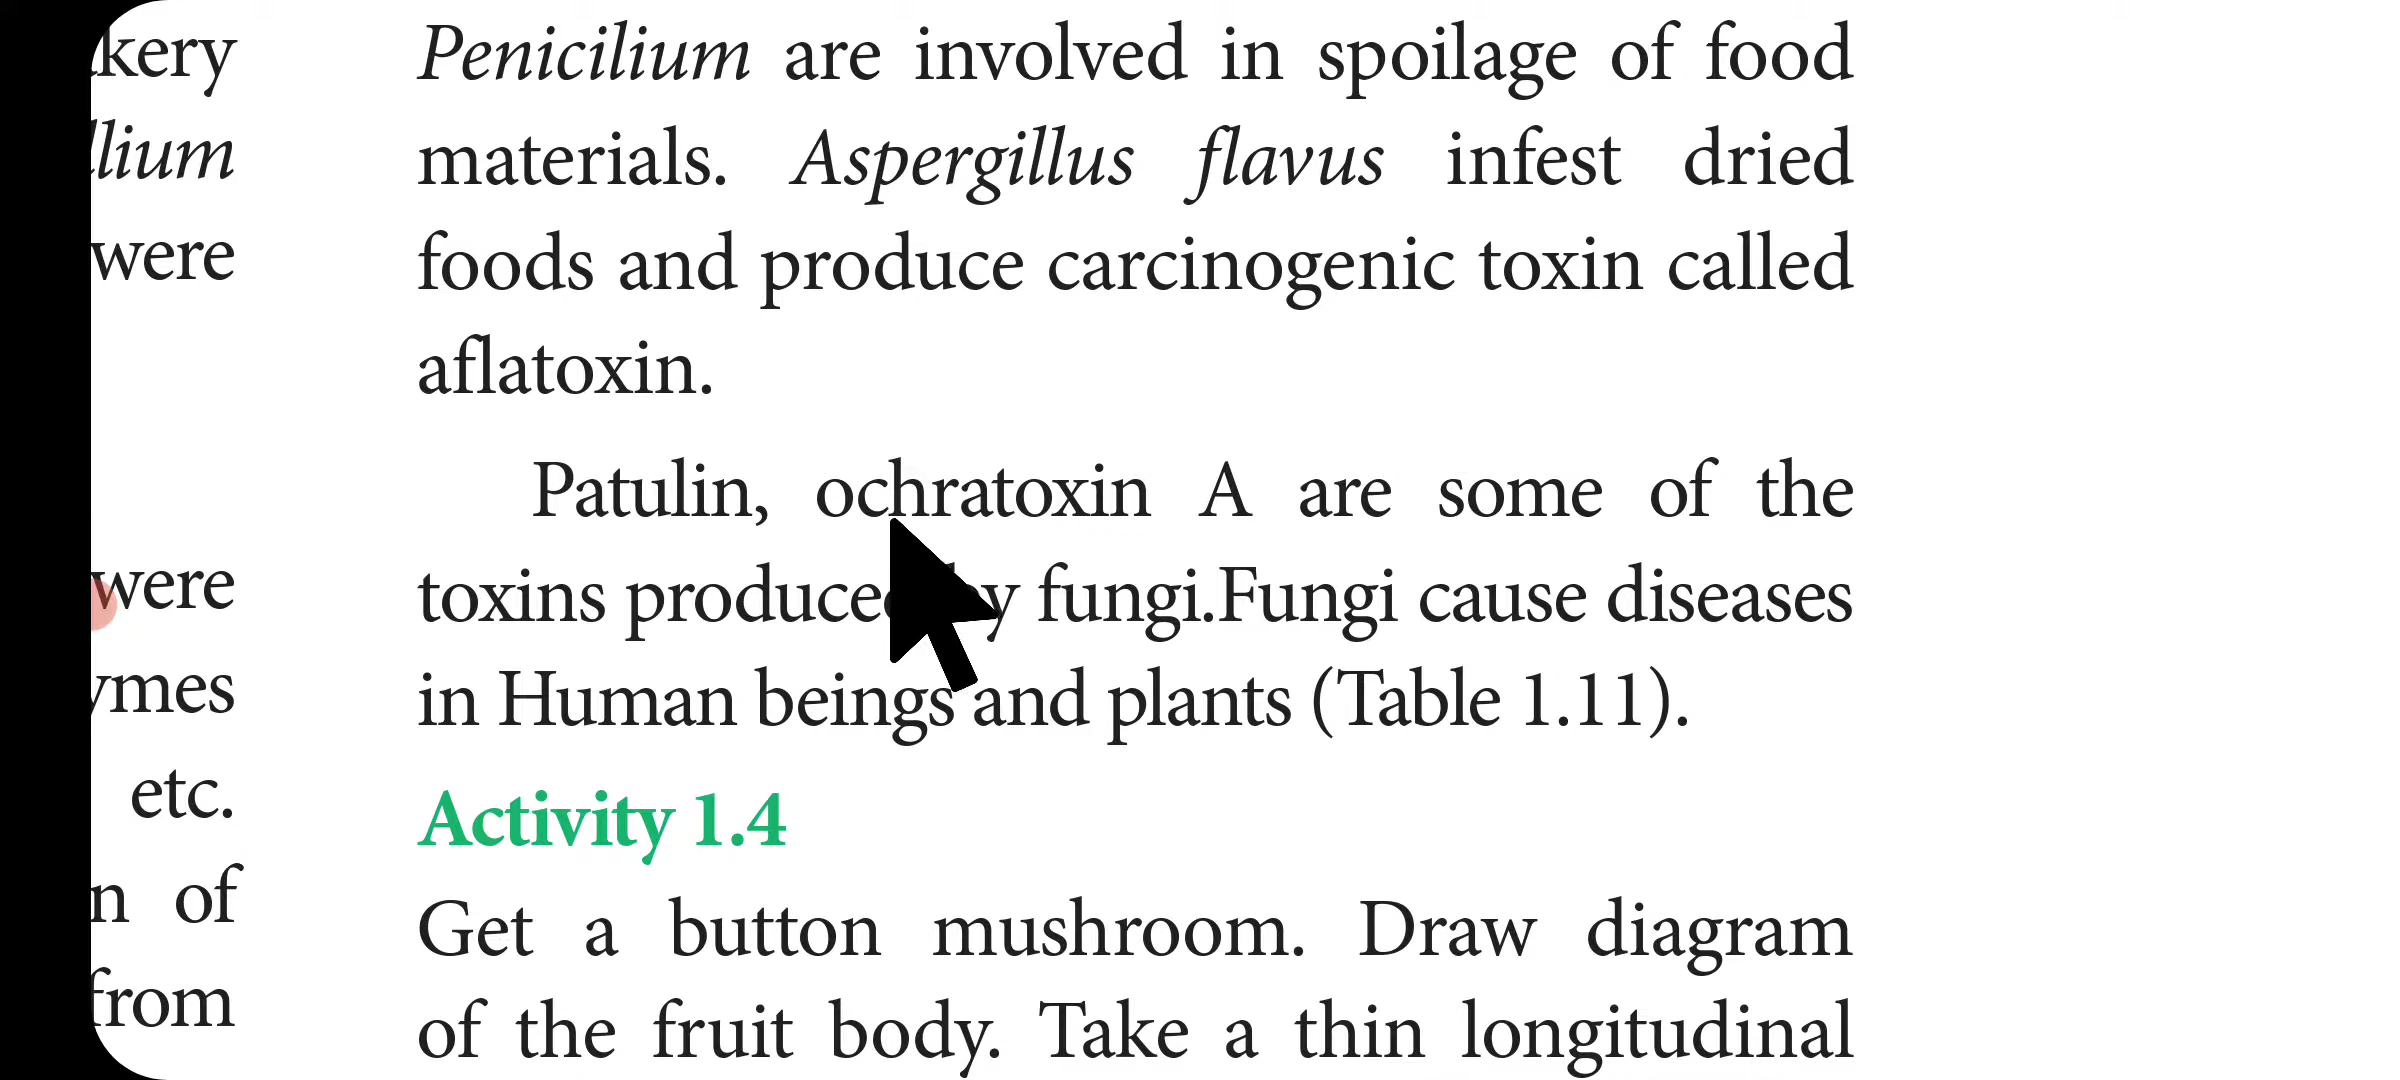 kery
lium
were
were
ymes
etc.
of
from
Penicilium are involved in spoilage of food
materials. Aspergillus flavus infest dried
foods and produce carcinogenic toxin called
aflatoxin.
Patulin, ochratoxin A are some of the
toxins produced by fungi.Fungi cause diseases
in Human beings and plants (Table 1.11).
Activity 1.4
Get a button mushroom. Draw diagram
of the fruit body. Take a thin longitudinal